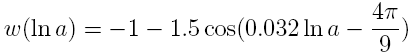 w(ln a) = −1 − 1.5 cos(0.032 ln a − 4π/9)